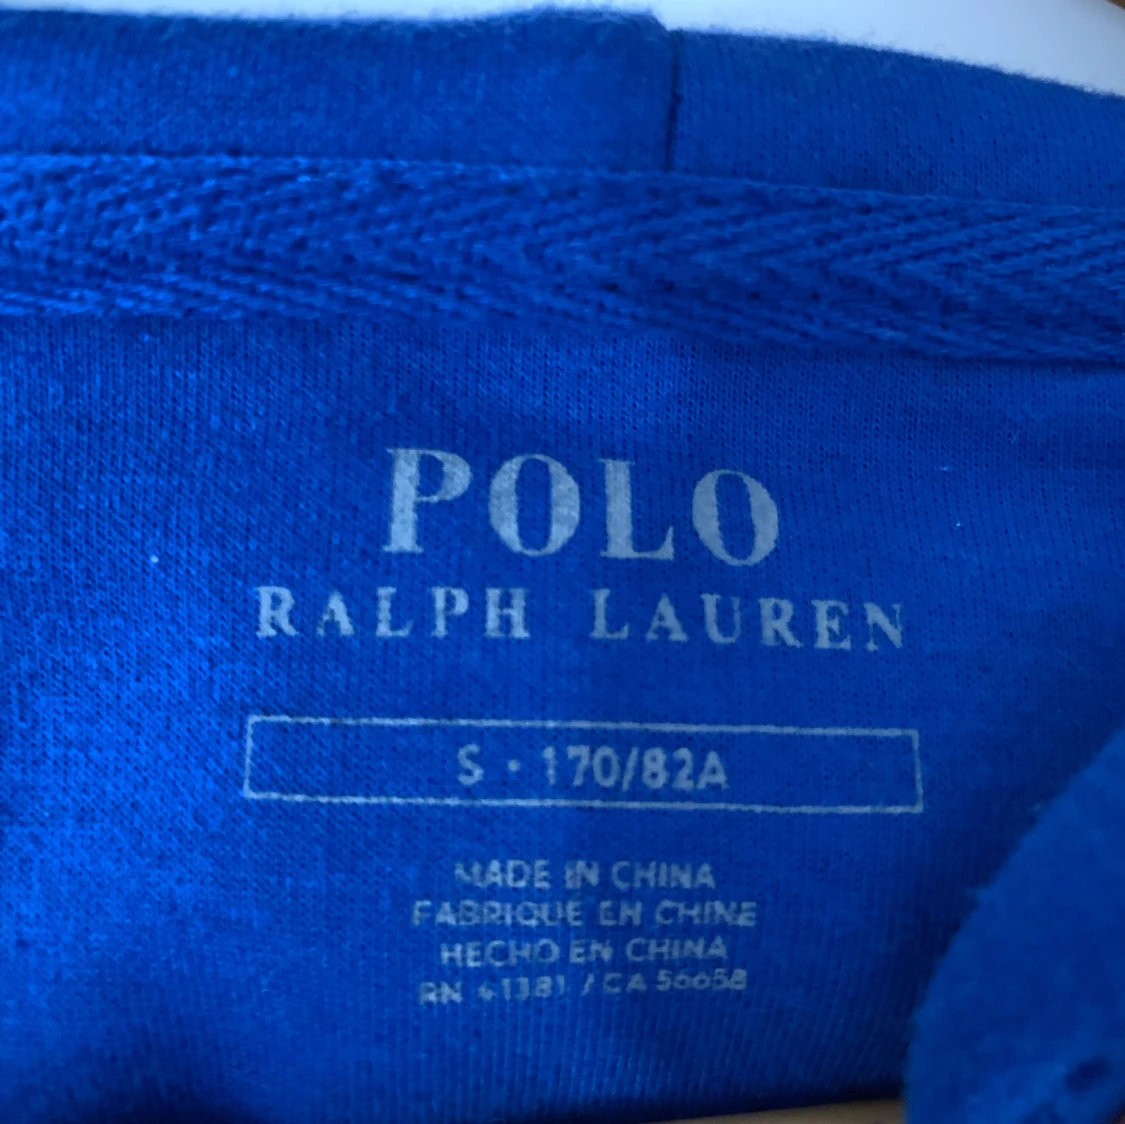 POLO
RALPH LAUREN
S · 170/82A
MADE IN CHINA
FABRIQUE EN CHINE
HECHO EN CHINA
RN 41381 / CA 56658